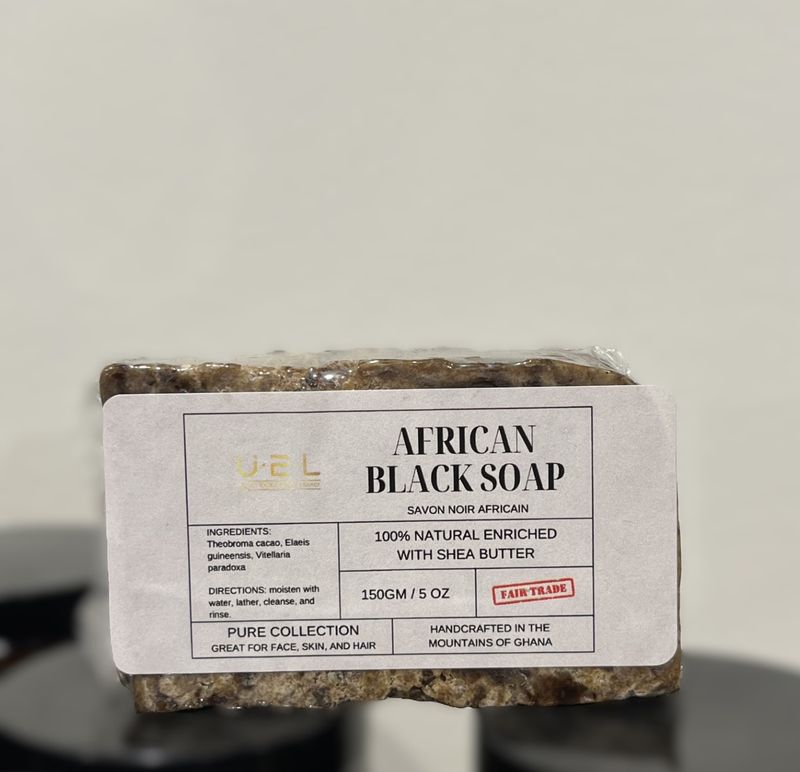 U·B L
AFRICAN
BLACK SOAP
SAVON NOIR AFRICAIN
INGREDIENTS:
Theobroma cacao, Elaeis
guineensis, Vitellaria
paradoxa
DIRECTIONS: moisten with
water, lather, cleanse, and
rinse.
100% NATURAL ENRICHED
WITH SHEA BUTTER
150GM / 5 OZ
FAIR TRADE
PURE COLLECTION
GREAT FOR FACE, SKIN, AND HAIR
HANDCRAFTED IN THE
MOUNTAINS OF GHANA